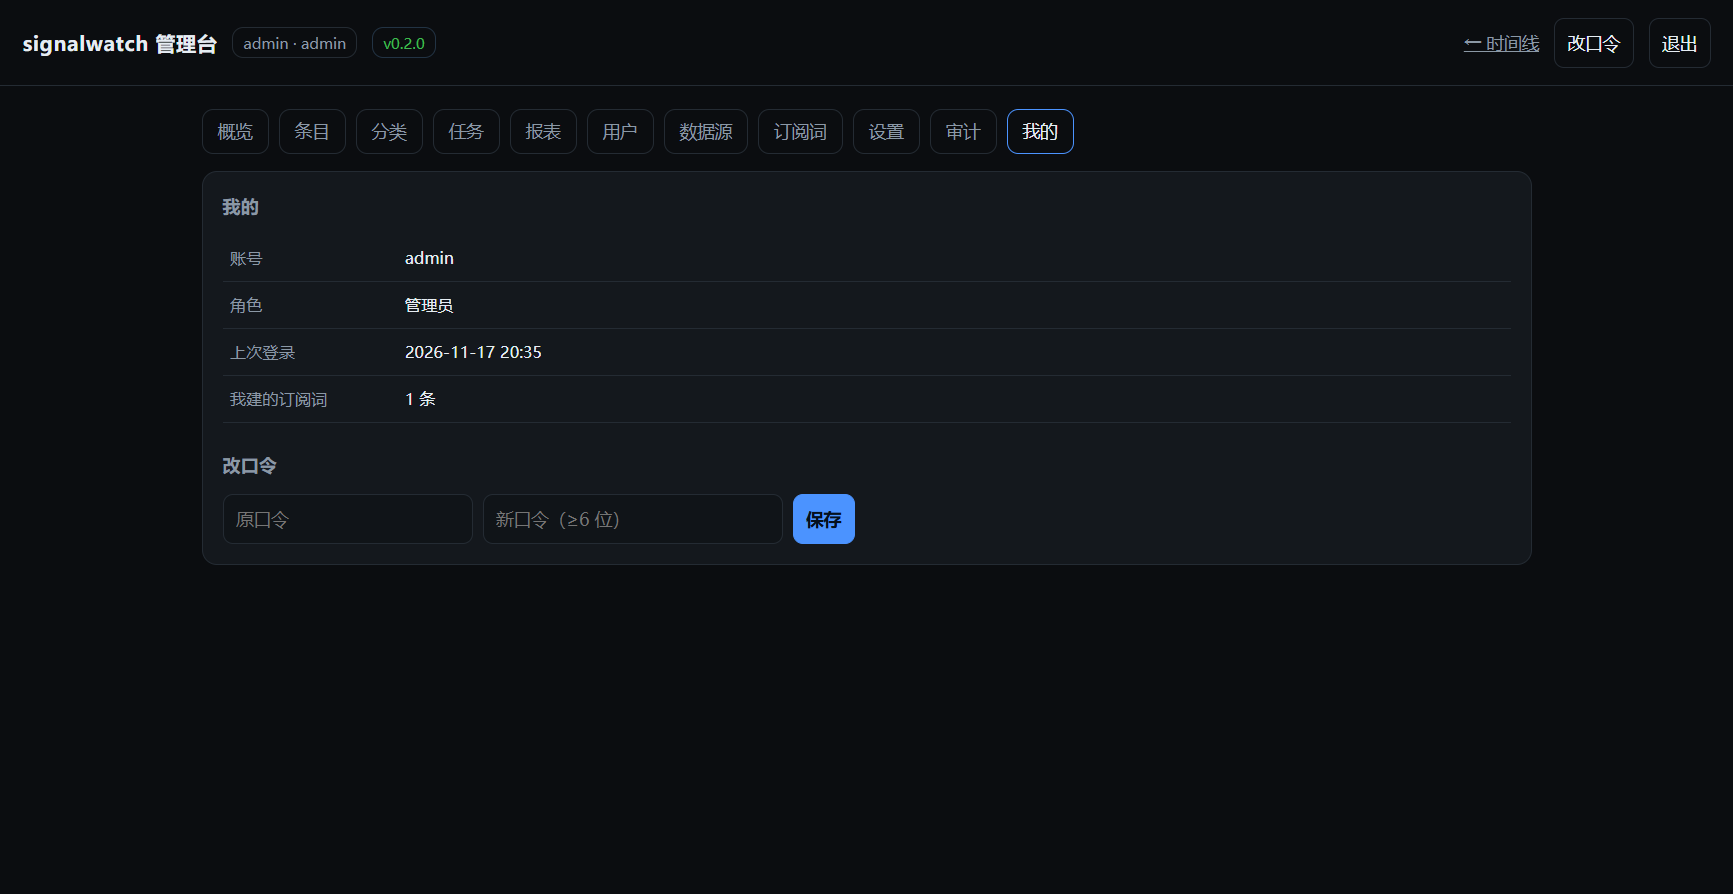 signalwatch 管理台 admin · admin v0.2.0 ← 时间线 改口令 退出
概览 条目 分类 任务 报表 用户 数据源 订阅词 设置 审计 我的
我的
账号 admin
角色 管理员
上次登录 2026-11-17 20:35
我建的订阅词 1 条
改口令
原口令 新口令（≥6 位） 保存